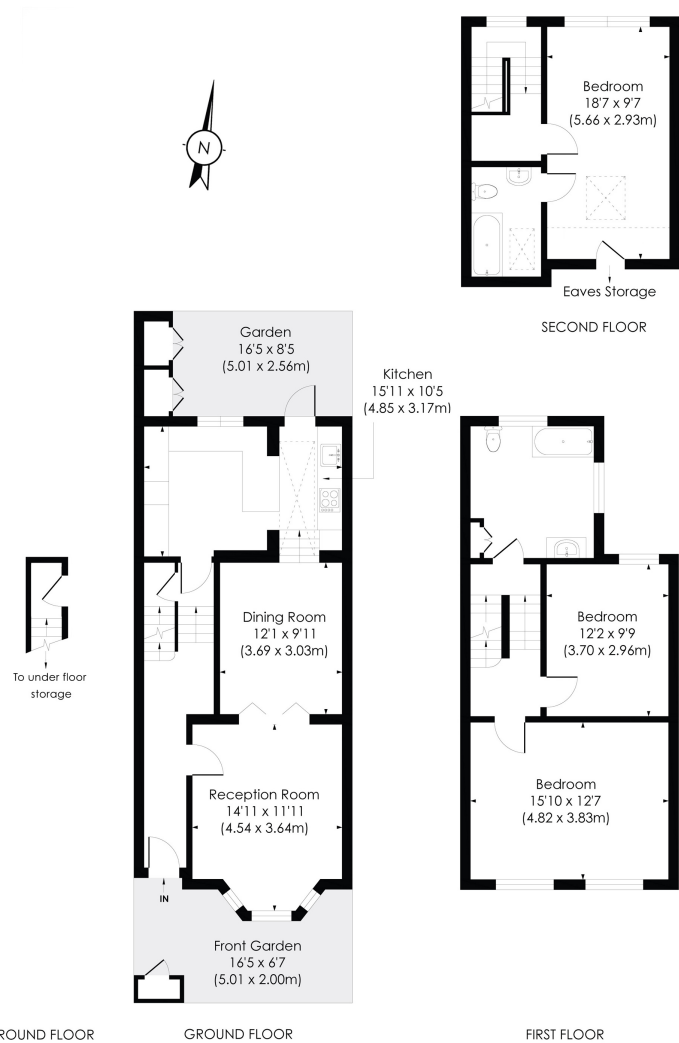 Bedroom
18'7 x 9'7
(5.66 x 2.93m)
Eaves Storage
SECOND FLOOR
N
Garden
16'5 x 8'5
(5.01 x 2.56m)
Kitchen
15'11 x 10'5
(4.85 x 3.17m)
Dining Room
12'1 x 9'11
(3.69 x 3.03m)
To under floor
storage
Reception Room
14'11 x 11'11
(4.54 x 3.64m)
IN
Front Garden
16'5 x 6'7
(5.01 x 2.00m)
Bedroom
12'2 x 9'9
(3.70 x 2.96m)
Bedroom
15'10 x 12'7
(4.82 x 3.83m)
ROUND FLOOR
GROUND FLOOR
FIRST FLOOR